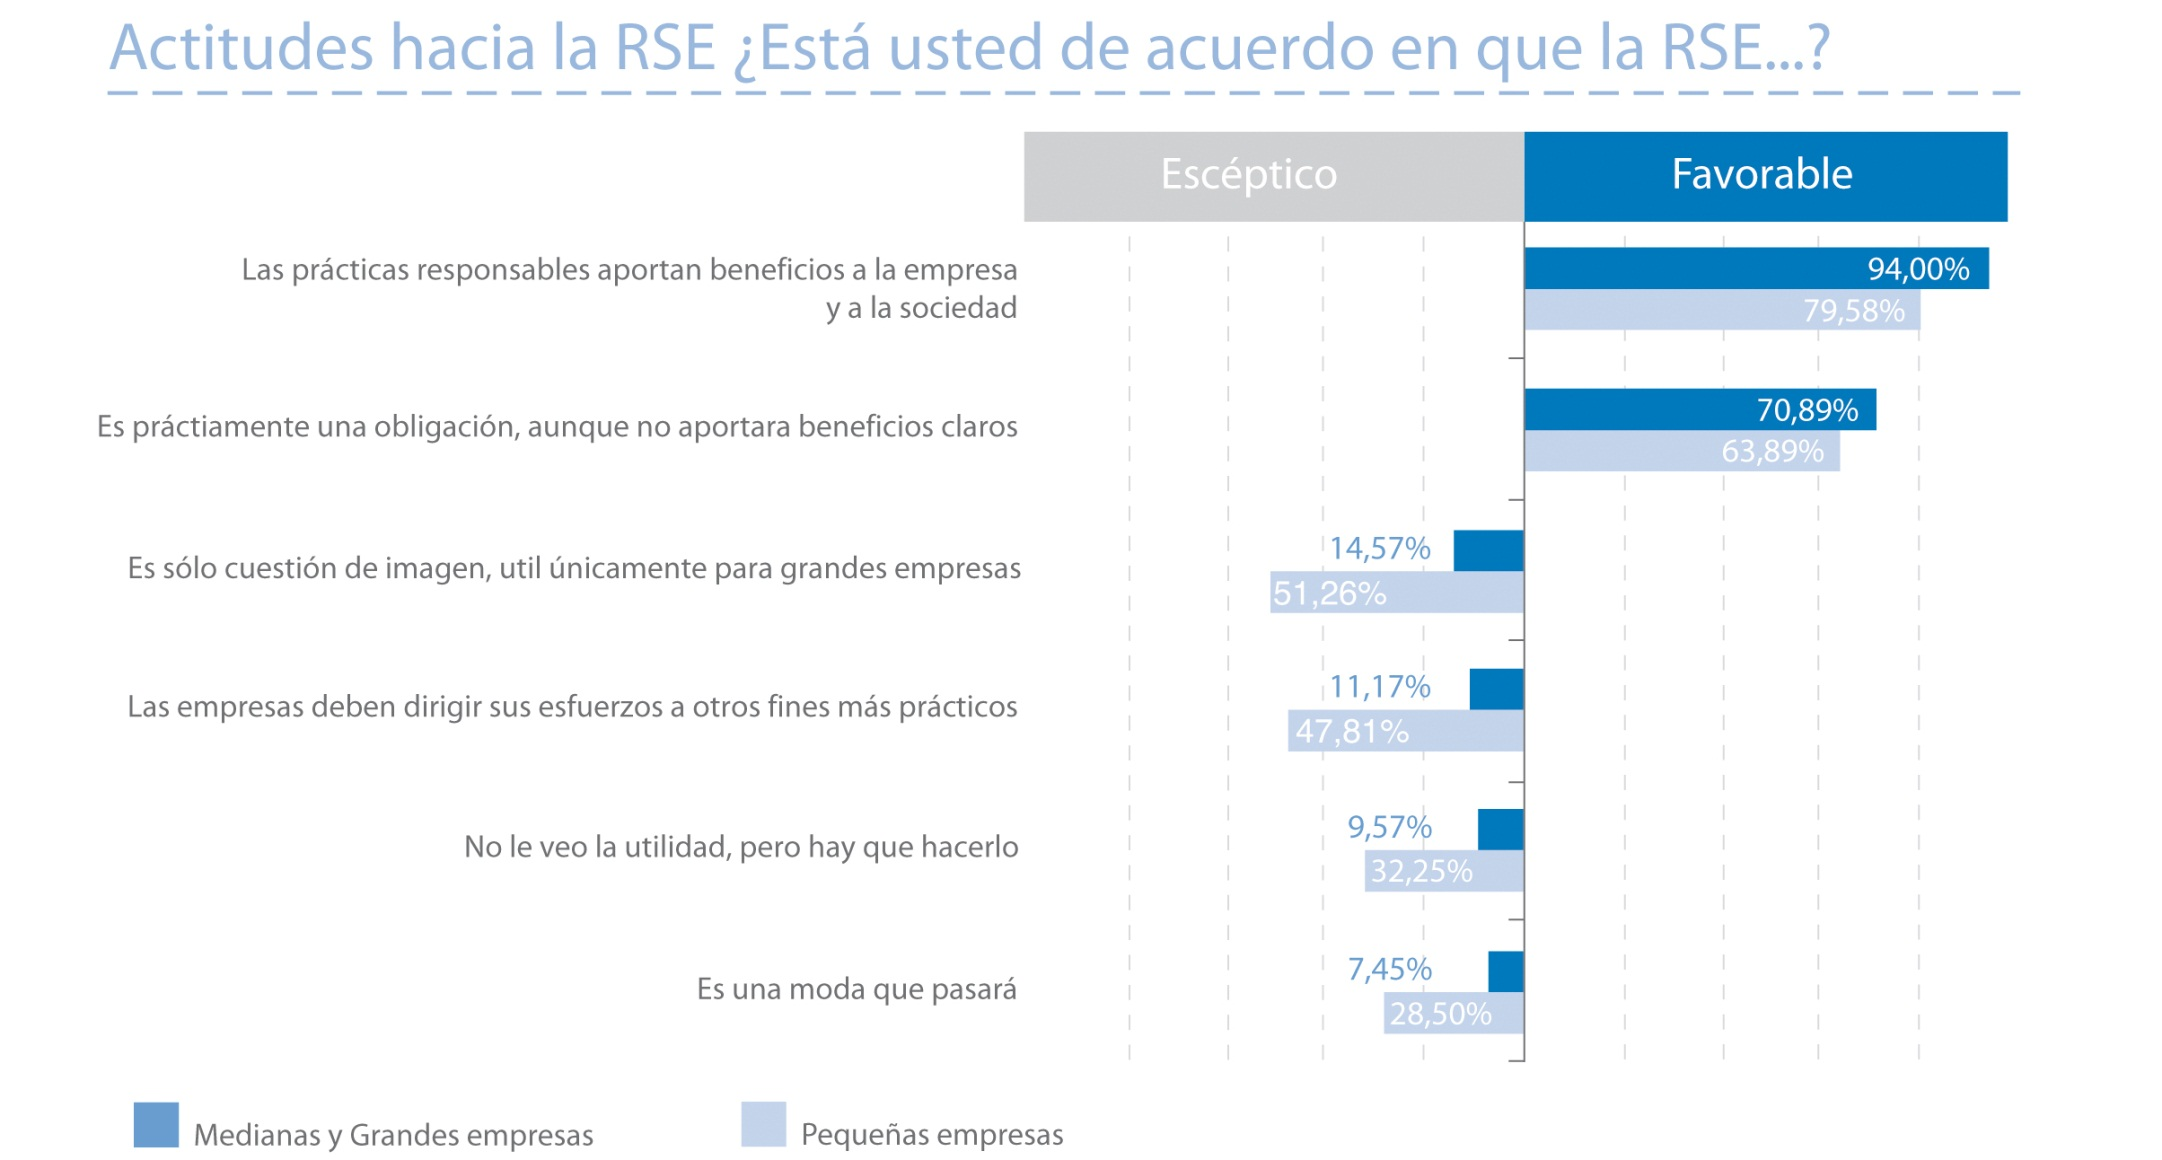 Actitudes hacia la RSE ¿Está usted de acuerdo en que la RSE...?
Escéptico
Favorable
Las prácticas responsables aportan beneficios a la empresa
y a la sociedad
94,00%
79,58%
Es práctiamente una obligación, aunque no aportara beneficios claros
70,89%
63,89%
Es sólo cuestión de imagen, util únicamente para grandes empresas
14,57%
51,26%
Las empresas deben dirigir sus esfuerzos a otros fines más prácticos
11,17%
47,81%
No le veo la utilidad, pero hay que hacerlo
9,57%
32,25%
Es una moda que pasará
7,45%
28,50%
Medianas y Grandes empresas
Pequeñas empresas